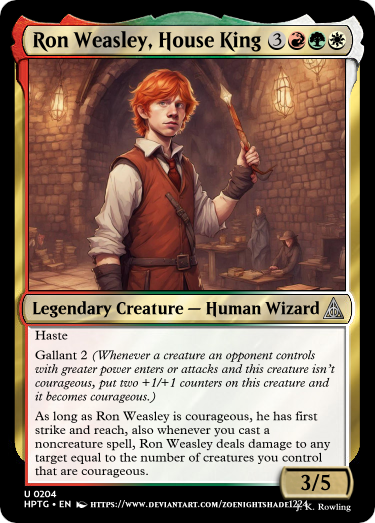 Ron Weasley, House King 3
Legendary Creature — Human Wizard
Haste
Gallant 2 (Whenever a creature an opponent controls
with greater power enters or attacks and this creature isn't
courageous, put two +1/+1 counters on this creature and
it becomes courageous.)
As long as Ron Weasley is courageous, he has first
strike and reach, also whenever you cast a
noncreature spell, Ron Weasley deals damage to any
target equal to the number of creatures you control
that are courageous.
3/5
U 0204
HPTG • EN HTTPS://WWW.DEVIANTART.COM/ZOENIGHTSHADE1224
J. K. Rowling